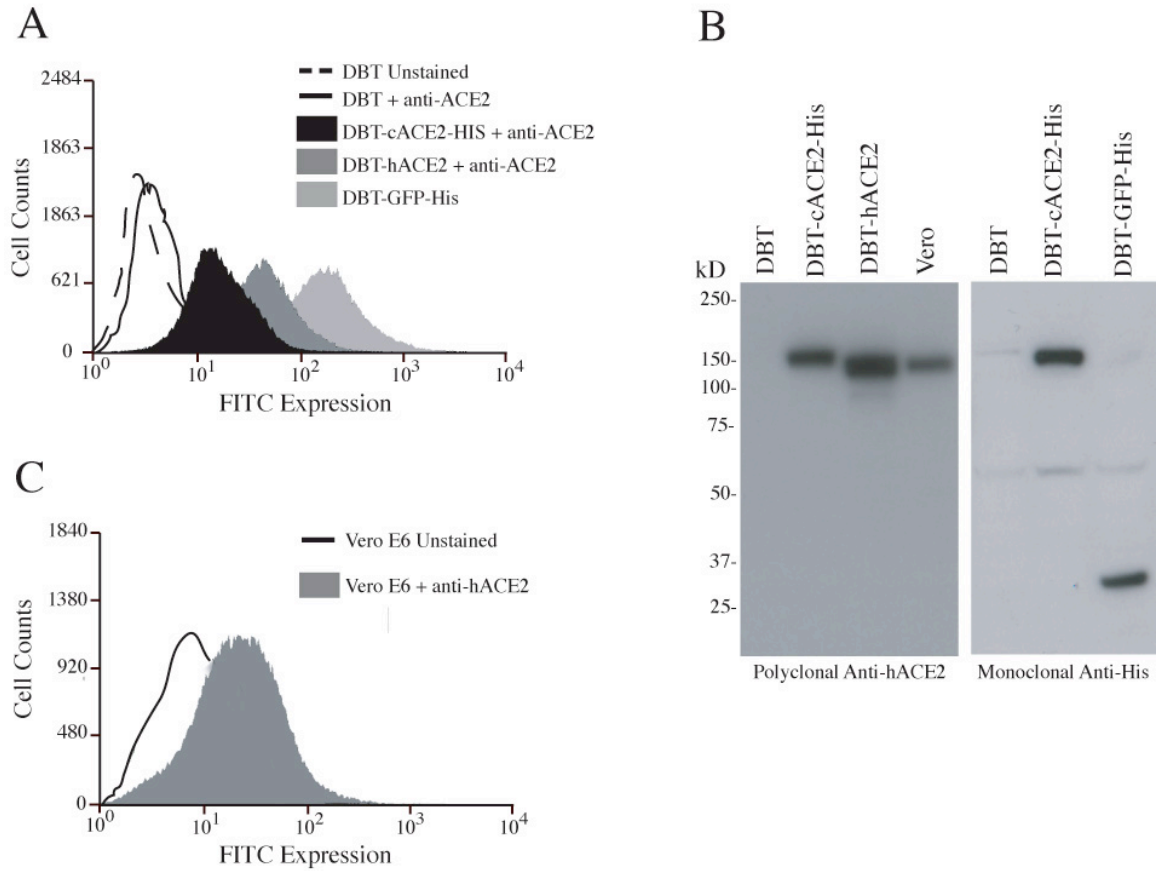 A
2484
1863
1863
621
0
Cell Counts
10^0
10^1
10^2
10^3
10^4
FITC Expression
DBT Unstained
DBT + anti-ACE2
DBT-cACE2-HIS + anti-ACE2
DBT-hACE2 + anti-ACE2
DBT-GFP-His
B
DBT
DBT-cACE2-His
DBT-hACE2
Vero
DBT
DBT-cACE2-His
DBT-GFP-His
kD
250-
150-
100-
75-
50-
37-
25-
Polyclonal Anti-hACE2
Monoclonal Anti-His
C
1840
1380
920
480
0
Cell Counts
10^0
10^1
10^2
10^3
10^4
FITC Expression
Vero E6 Unstained
Vero E6 + anti-hACE2